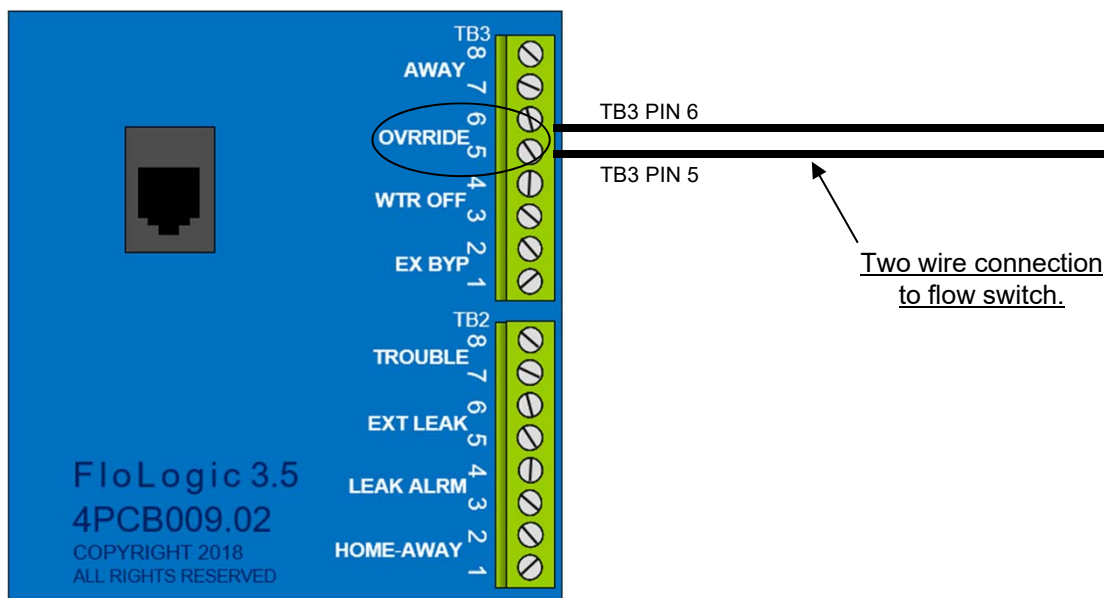 TB3
8
AWAY
7
6
OVRRIDE
5
4
WTR OFF
3
2
EX BYP
1
TB2
8
TROUBLE
7
6
EXT LEAK
5
4
LEAK ALRM
3
2
HOME-AWAY
1
FloLogic 3.5
4PCB009.02
COPYRIGHT 2018
ALL RIGHTS RESERVED
TB3 PIN 6
TB3 PIN 5
Two wire connection
to flow switch.